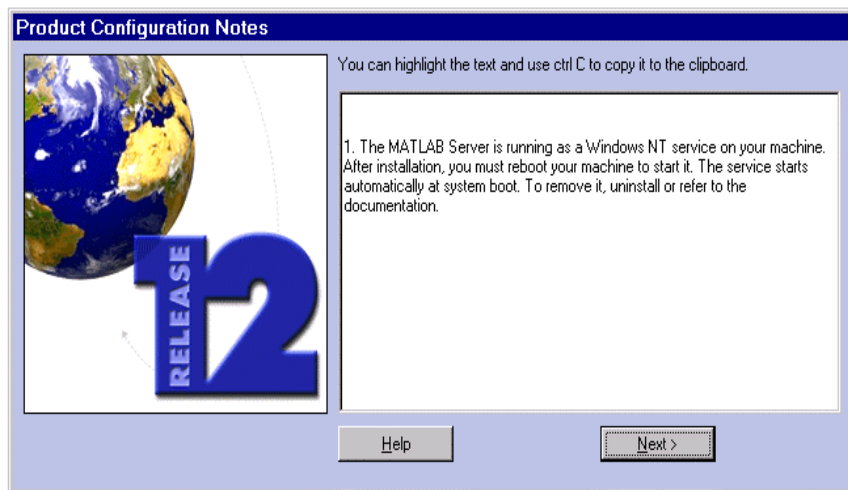 Product Configuration Notes
You can highlight the text and use ctrl C to copy it to the clipboard.
1. The MATLAB Server is running as a Windows NT service on your machine.
After installation, you must reboot your machine to start it. The service starts
automatically at system boot. To remove it, uninstall or refer to the
documentation.
RELEASE
12
Help
Next >